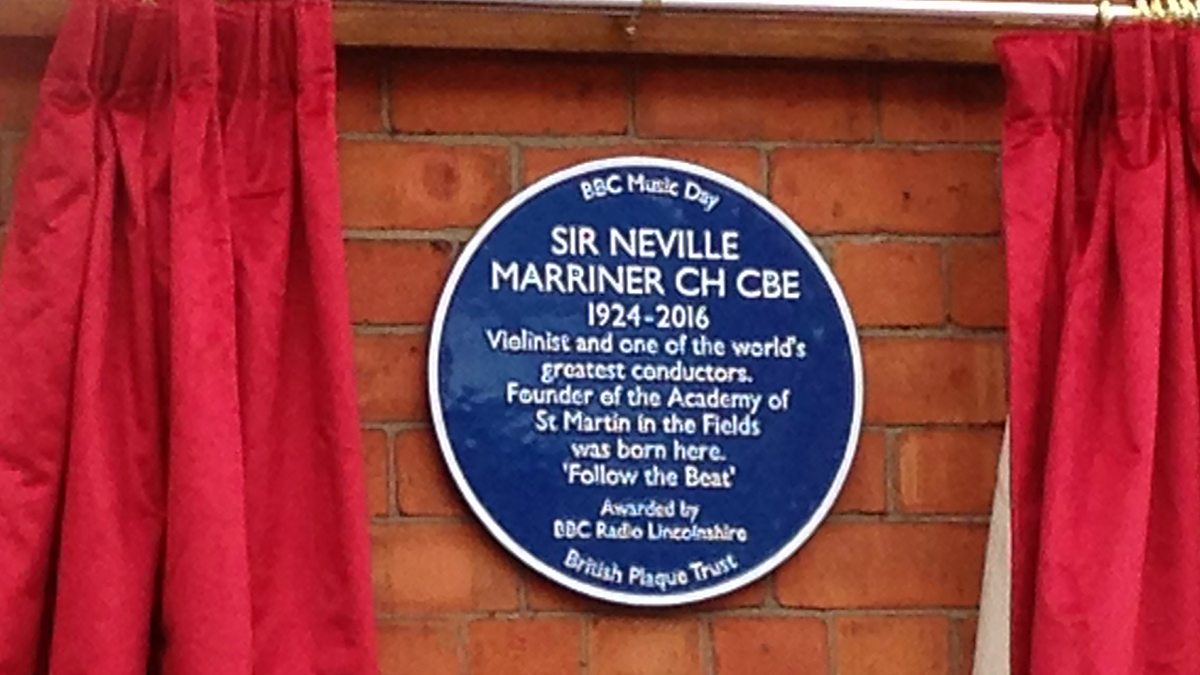 BBC Music Day
SIR NEVILLE
MARRINER CH CBE
1924-2016
Violinist and one of the world's
greatest conductors.
Founder of the Academy of
St Martin in the Fields
was born here.
'Follow the Beat'
Awarded by
BBC Radio Lincolnshire
British Plaque Trust